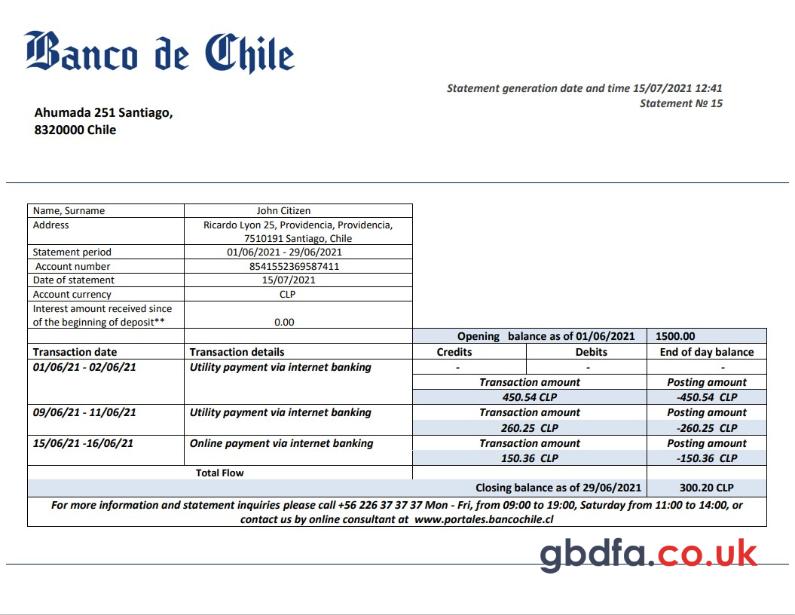 Banco de Chile
Statement generation date and time 15/07/2021 12:41
Statement № 15
Ahumada 251 Santiago,
8320000 Chile
Name, Surname John Citizen
Address Ricardo Lyon 25, Providencia, Providencia,
7510191 Santiago, Chile
Statement period 01/06/2021 - 29/06/2021
Account number 8541552369587411
Date of statement 15/07/2021
Account currency CLP
Interest amount received since
of the beginning of deposit** 0.00
Opening balance as of 01/06/2021 1500.00
Transaction date Transaction details Credits Debits End of day balance
01/06/21 - 02/06/21 Utility payment via internet banking - - -
Transaction amount Posting amount
450.54 CLP -450.54 CLP
09/06/21 - 11/06/21 Utility payment via internet banking Transaction amount Posting amount
260.25 CLP -260.25 CLP
15/06/21 -16/06/21 Online payment via internet banking Transaction amount Posting amount
150.36 CLP -150.36 CLP
Total Flow
Closing balance as of 29/06/2021 300.20 CLP
For more information and statement inquiries please call +56 226 37 37 37 Mon - Fri, from 09:00 to 19:00, Saturday from 11:00 to 14:00, or
contact us by online consultant at www.portales.bancochile.cl
gbdfa.co.uk